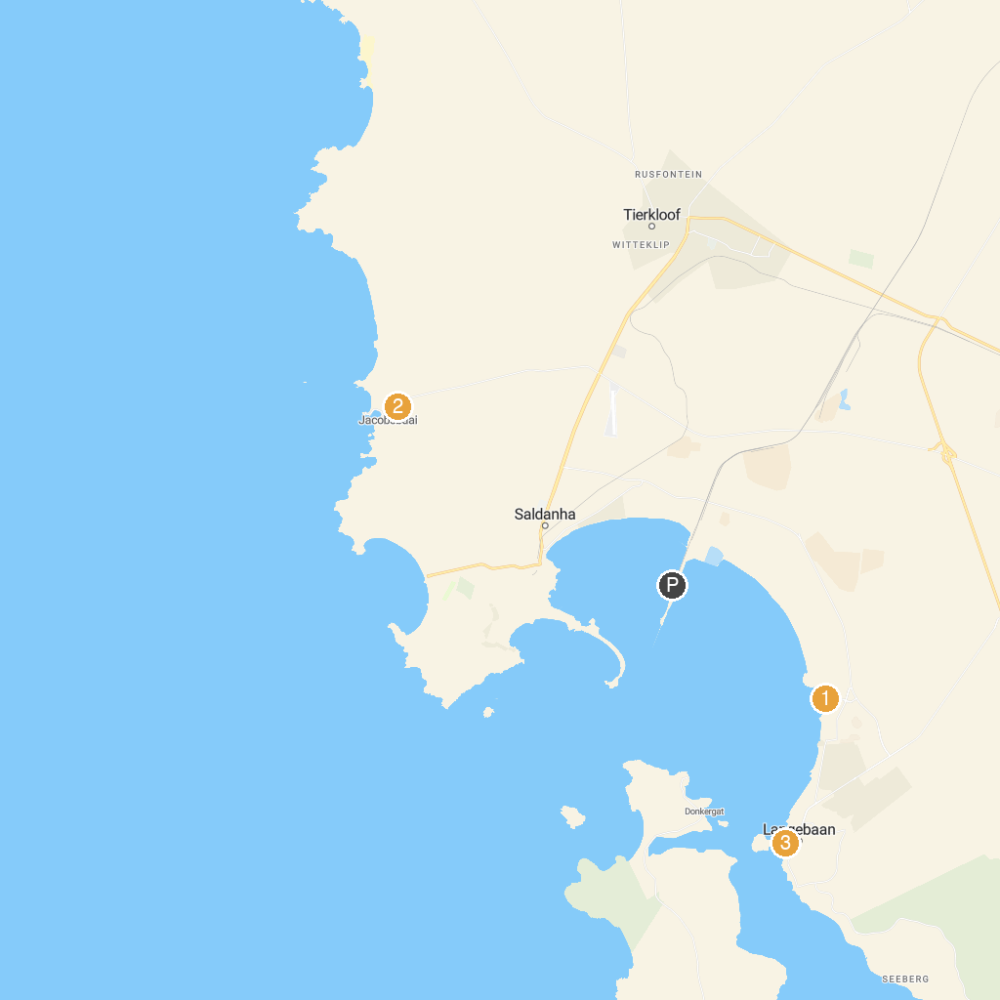 RUSFONTEIN
Tierkloof
WITTEKLIP
2
Saldanha
P
1
Donkergat
3
SEEBERG